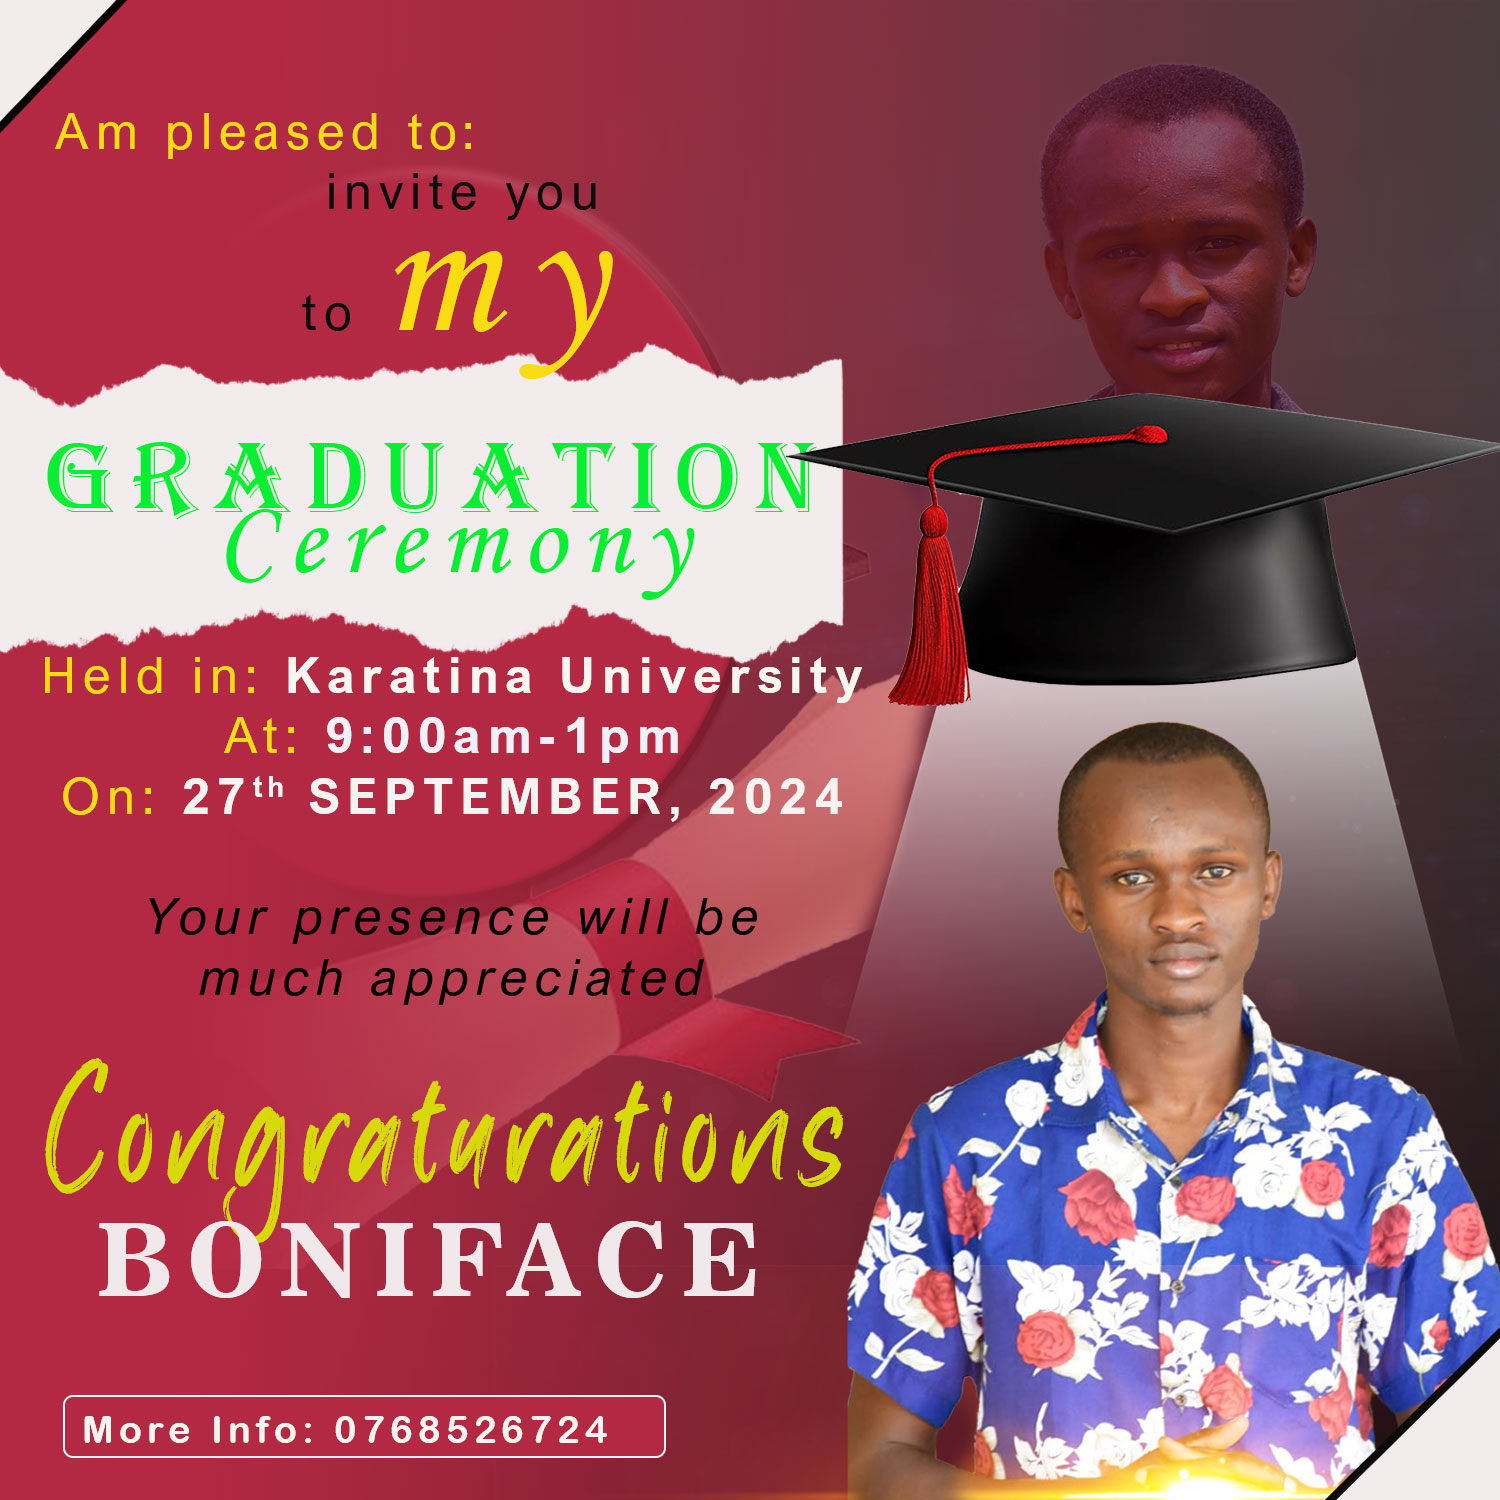 Am pleased to:
invite you
to my
GRADUATION
Ceremony
Held in: Karatina University
At: 9:00am-1pm
On: 27th SEPTEMBER, 2024
Your presence will be
much appreciated
Congraturations
BONIFACE
More Info: 0768526724